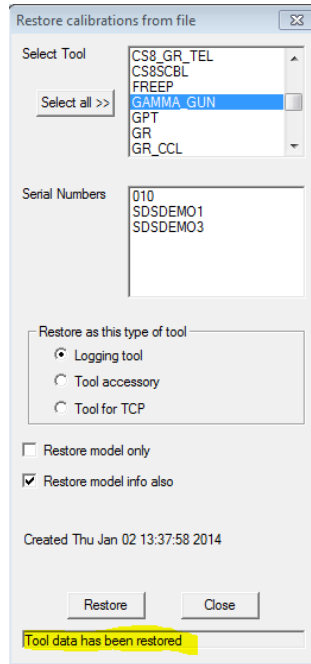 Restore calibrations from file
Select Tool
CS8_GR_TEL
CS8SCBL
FREEP
GAMMA_GUN
GPT
GR
GR_CCL
Select all >>
Serial Numbers
010
SDSDEMO1
SDSDEMO3
Restore as this type of tool
Logging tool
Tool accessory
Tool for TCP
Restore model only
Restore model info also
Created Thu Jan 02 13:37:58 2014
Restore
Close
Tool data has been restored